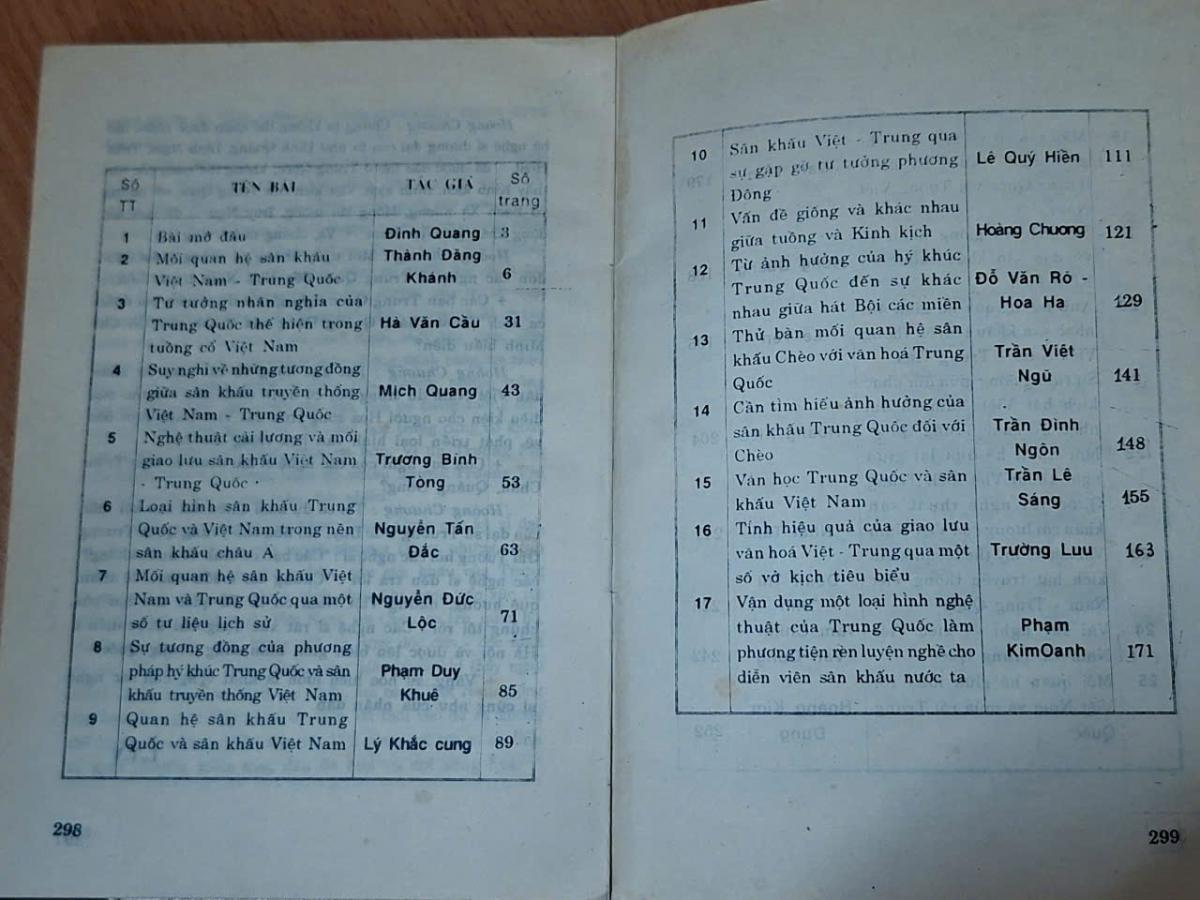 Số TT TÊN BÀI TÁC GIẢ Số trang
1 Bài mở đầu Đình Quang 3
2 Mối quan hệ sân khấu Thành Đăng
Việt Nam - Trung Quốc Khánh 6
3 Tư tưởng nhân nghĩa của
Trung Quốc thể hiện trong Hà Văn Cầu 31
tuồng cổ Việt Nam
4 Suy nghĩ về những tương đồng
giữa sân khấu truyền thống Mịch Quang 43
Việt Nam - Trung Quốc
5 Nghệ thuật cải lương và mối
giao lưu sân khấu Việt Nam Trương Bỉnh
- Trung Quốc Tòng 53
6 Loại hình sân khấu Trung
Quốc và Việt Nam trong nền Nguyễn Tấn
sân khấu châu A Đắc 63
7 Mối quan hệ sân khấu Việt
Nam và Trung Quốc qua một Nguyễn Đức
số tư liệu lịch sử Lộc 71
8 Sự tương đồng của phương
pháp hý khúc Trung Quốc và sân Phạm Duy
khấu truyền thống Việt Nam Khuê 85
9 Quan hệ sân khấu Trung
Quốc và sân khấu Việt Nam Lý Khắc cung 89
298
10 Sân khấu Việt - Trung qua
sự gặp gỡ tư tưởng phương Lê Quý Hiền 111
Đông
11 Vấn đề giống và khác nhau
giữa tuồng và Kinh kịch Hoàng Chương 121
12 Từ ảnh hưởng của hý khúc
Trung Quốc đến sự khác Đỗ Văn Rỡ -
nhau giữa hát Bội các miền Hoa Hạ 129
13 Thử bàn mối quan hệ sân
khấu Chèo với văn hoá Trung Trần Việt
Quốc Ngữ 141
14 Cần tìm hiểu ảnh hưởng của
sân khấu Trung Quốc đối với Trần Đình
Chèo Ngôn 148
15 Văn học Trung Quốc và sân Trần Lê
khấu Việt Nam Sáng 155
16 Tính hiệu quả của giao lưu
văn hoá Việt - Trung qua một Trường Lưu 163
số vở kịch tiêu biểu
17 Vận dụng một loại hình nghệ
thuật của Trung Quốc làm Phạm
phương tiện rèn luyện nghề cho KimOanh 171
diễn viên sân khấu nước ta
299